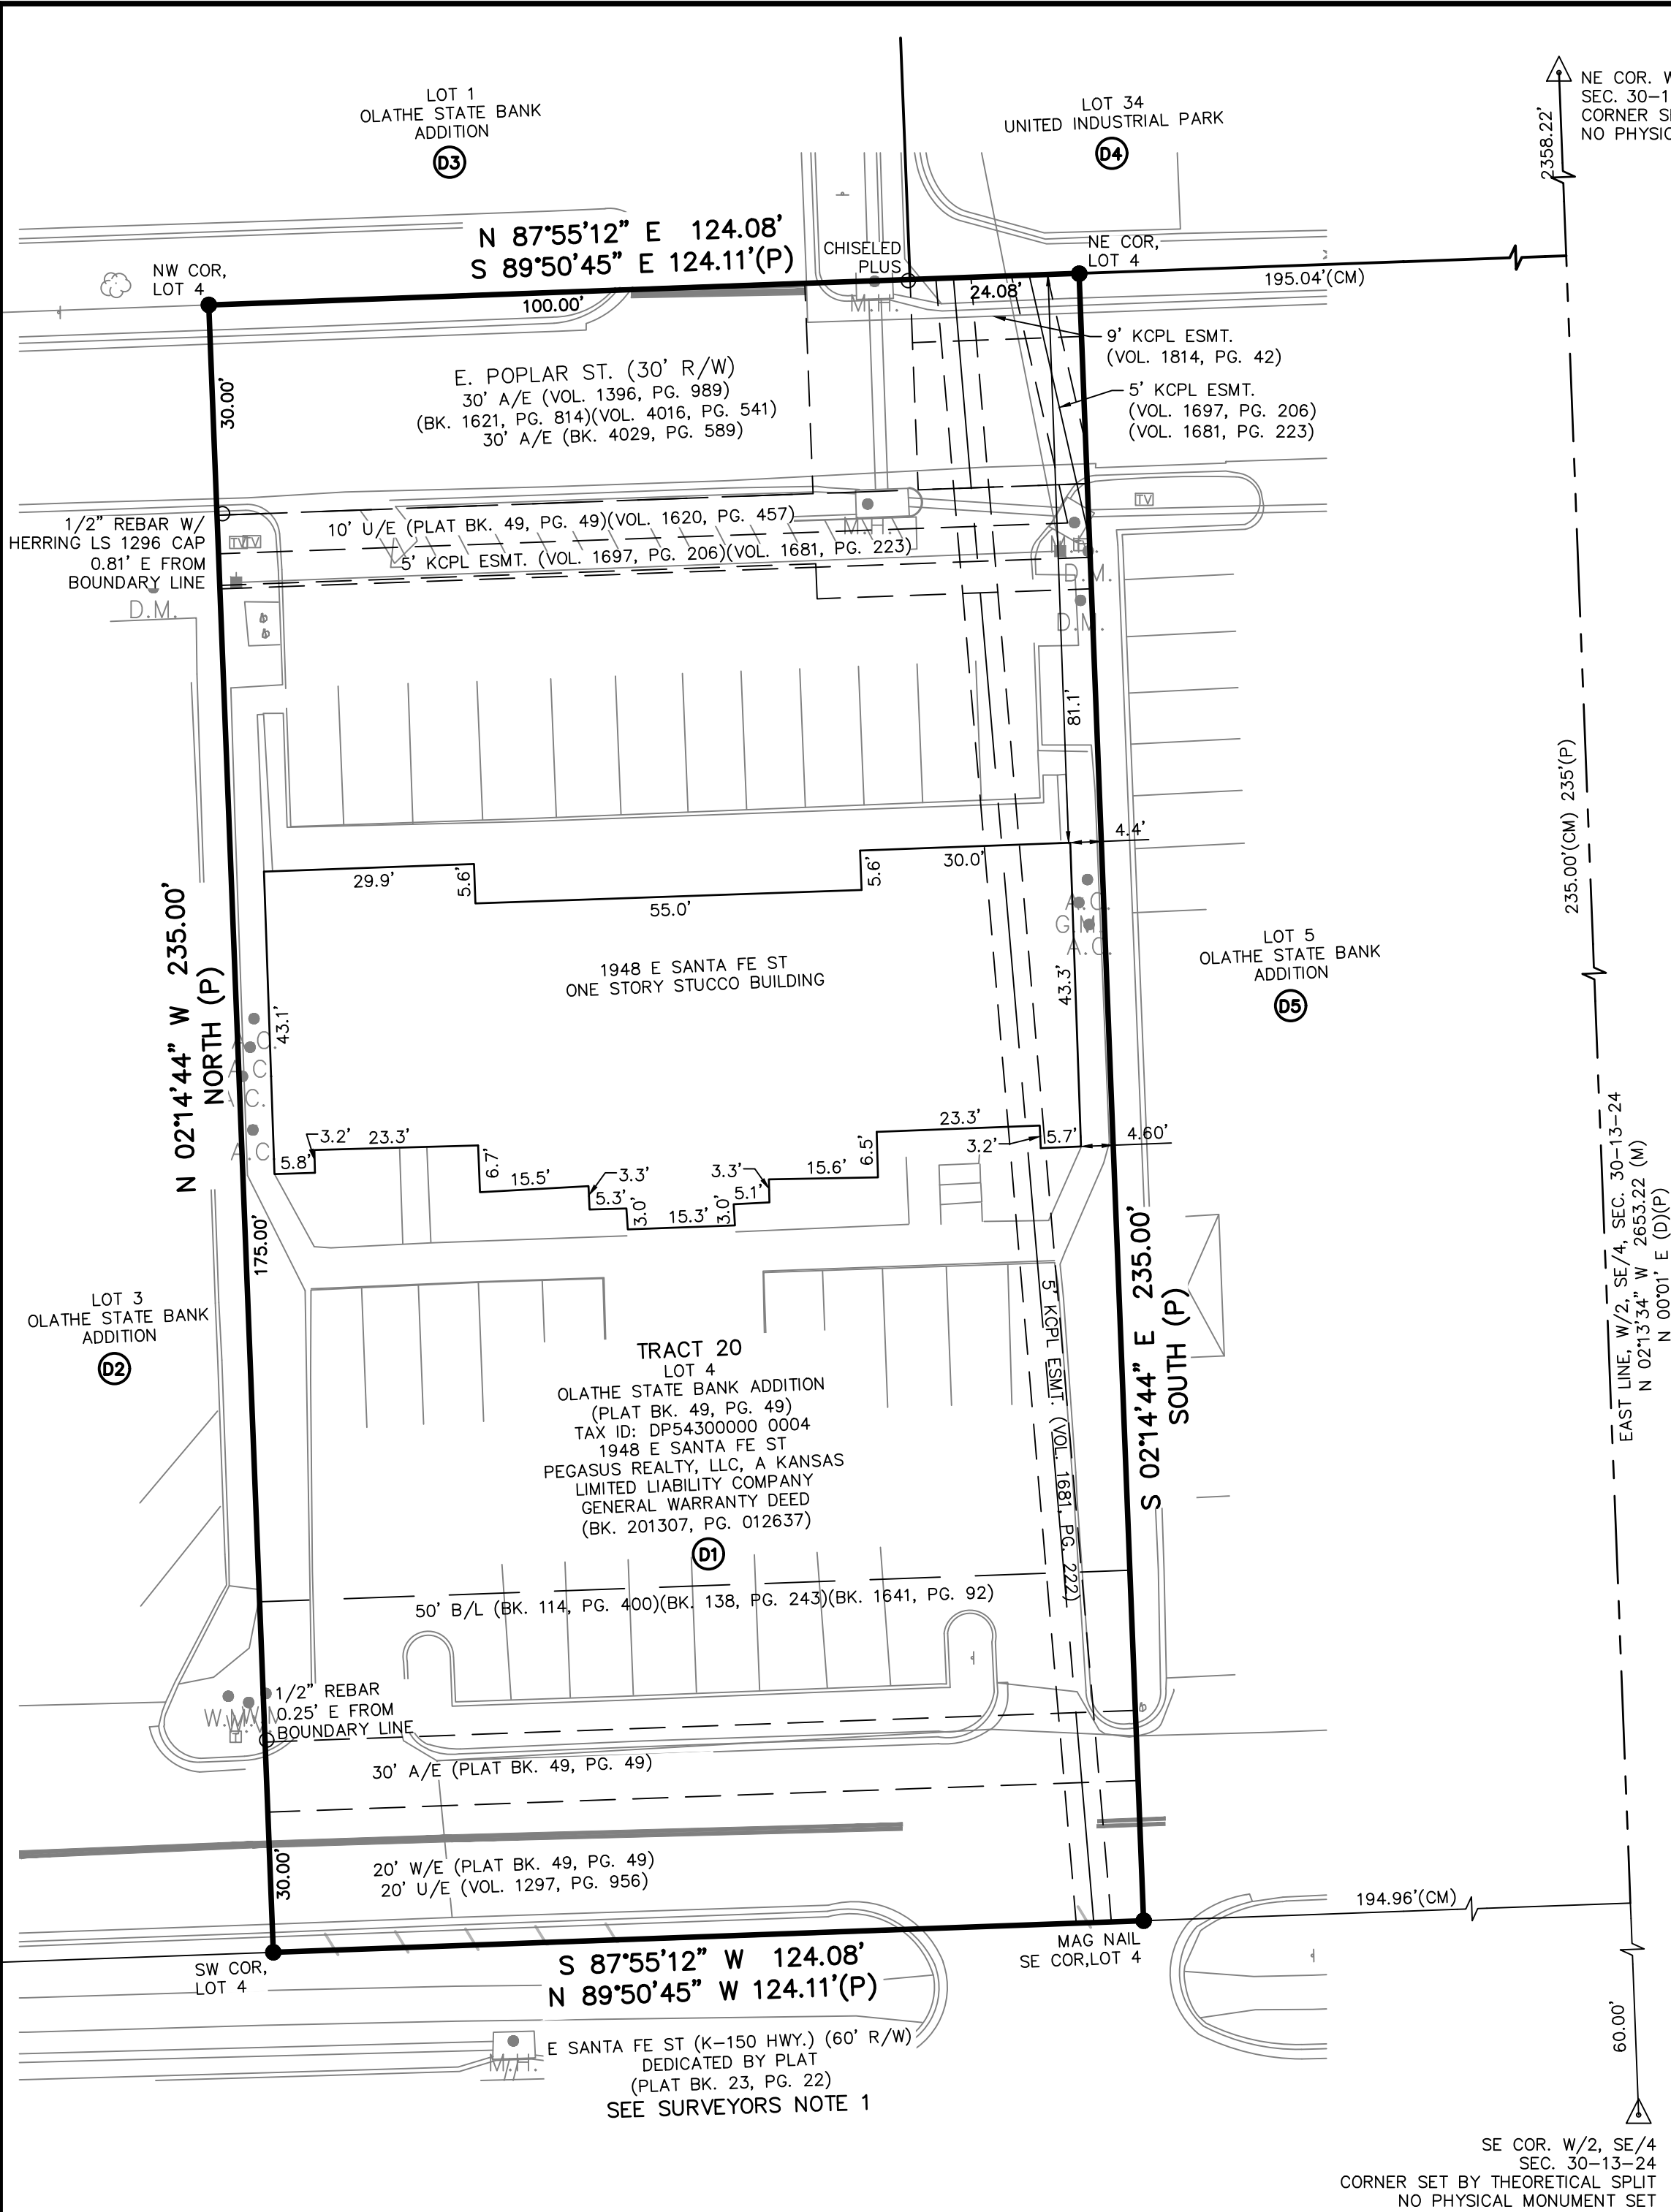 LOT 1
OLATHE STATE BANK
ADDITION
D3
LOT 34
UNITED INDUSTRIAL PARK
D4
NE COR. W
SEC. 30-1
CORNER S
NO PHYSIC
2358.22'
N 87°55'12" E 124.08'
S 89°50'45" E 124.11'(P)
CHISELED
PLUS
NE COR,
LOT 4
NW COR,
LOT 4
195.04'(CM)
100.00'
24.08'
M.H.
9' KCPL ESMT.
(VOL. 1814, PG. 42)
5' KCPL ESMT.
(VOL. 1697, PG. 206)
(VOL. 1681, PG. 223)
30.00'
E. POPLAR ST. (30' R/W)
30' A/E (VOL. 1396, PG. 989)
(BK. 1621, PG. 814)(VOL. 4016, PG. 541)
30' A/E (BK. 4029, PG. 589)
1/2" REBAR W/
HERRING LS 1296 CAP
0.81' E FROM
BOUNDARY LINE
TV
TV
TV
10' U/E (PLAT BK. 49, PG. 49)(VOL. 1620, PG. 457)
M.H.
5' KCPL ESMT. (VOL. 1697, PG. 206)(VOL. 1681, PG. 223)
D.M.
D.M.
D.M.
81.1'
235.00'(CM) 235'(P)
4.4'
29.9'
5.6'
55.0'
5.6'
30.0'
A.C.
G.M.
A.C.
N 02°14'44" W 235.00'
NORTH (P)
1948 E SANTA FE ST
ONE STORY STUCCO BUILDING
LOT 5
OLATHE STATE BANK
ADDITION
D5
43.1'
43.3'
A.C.
A.C.
A.C.
A.C.
3.2'
23.3'
5.8'
6.7'
15.5'
3.3'
5.3'
3.0'
15.3'
3.0'
5.1'
3.3'
15.6'
6.5'
23.3'
3.2'
5.7'
4.60'
EAST LINE, W/2, SE/4, SEC. 30-13-24
N 02°13'34" W 2653.22 (M)
N 00°01' E (D)(P)
175.00'
LOT 3
OLATHE STATE BANK
ADDITION
D2
S 02°14'44" E 235.00'
SOUTH (P)
5' KCPL ESMT. (VOL. 1681, PG. 222)
TRACT 20
LOT 4
OLATHE STATE BANK ADDITION
(PLAT BK. 49, PG. 49)
TAX ID: DP54300000 0004
1948 E SANTA FE ST
PEGASUS REALTY, LLC, A KANSAS
LIMITED LIABILITY COMPANY
GENERAL WARRANTY DEED
(BK. 201307, PG. 012637)
D1
50' B/L (BK. 114, PG. 400)(BK. 138, PG. 243)(BK. 1641, PG. 92)
1/2" REBAR
0.25' E FROM
BOUNDARY LINE
T
30' A/E (PLAT BK. 49, PG. 49)
30.00'
20' W/E (PLAT BK. 49, PG. 49)
20' U/E (VOL. 1297, PG. 956)
194.96'(CM)
SW COR,
LOT 4
S 87°55'12" W 124.08'
N 89°50'45" W 124.11'(P)
MAG NAIL
SE COR,LOT 4
60.00'
M.H.
E SANTA FE ST (K-150 HWY.) (60' R/W)
DEDICATED BY PLAT
(PLAT BK. 23, PG. 22)
SEE SURVEYORS NOTE 1
SE COR. W/2, SE/4
SEC. 30-13-24
CORNER SET BY THEORETICAL SPLIT
NO PHYSICAL MONUMENT SET